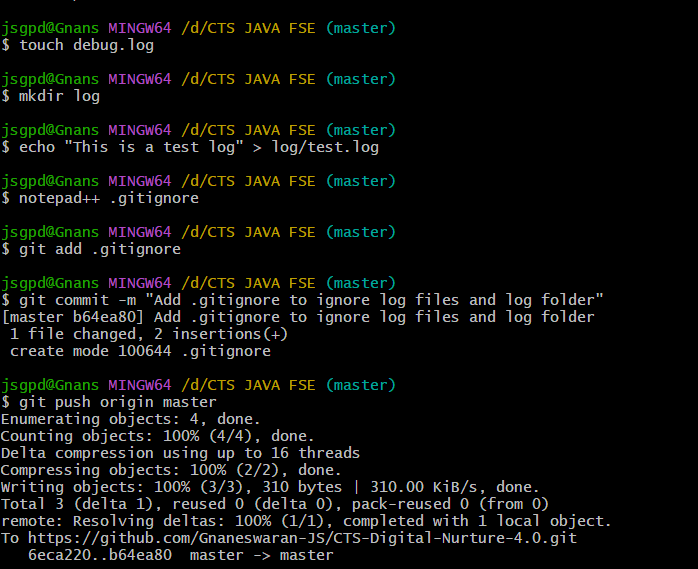 jsgpd@Gnans MINGW64 /d/CTS JAVA FSE (master)
$ touch debug.log
jsgpd@Gnans MINGW64 /d/CTS JAVA FSE (master)
$ mkdir log
jsgpd@Gnans MINGW64 /d/CTS JAVA FSE (master)
$ echo "This is a test log" > log/test.log
jsgpd@Gnans MINGW64 /d/CTS JAVA FSE (master)
$ notepad++ .gitignore
jsgpd@Gnans MINGW64 /d/CTS JAVA FSE (master)
$ git add .gitignore
jsgpd@Gnans MINGW64 /d/CTS JAVA FSE (master)
$ git commit -m "Add .gitignore to ignore log files and log folder"
[master b64ea80] Add .gitignore to ignore log files and log folder
 1 file changed, 2 insertions(+)
 create mode 100644 .gitignore
jsgpd@Gnans MINGW64 /d/CTS JAVA FSE (master)
$ git push origin master
Enumerating objects: 4, done.
Counting objects: 100% (4/4), done.
Delta compression using up to 16 threads
Compressing objects: 100% (2/2), done.
Writing objects: 100% (3/3), 310 bytes | 310.00 KiB/s, done.
Total 3 (delta 1), reused 0 (delta 0), pack-reused 0 (from 0)
remote: Resolving deltas: 100% (1/1), completed with 1 local object.
To https://github.com/Gnaneswaran-JS/CTS-Digital-Nurture-4.0.git
   6eca220..b64ea80  master -> master